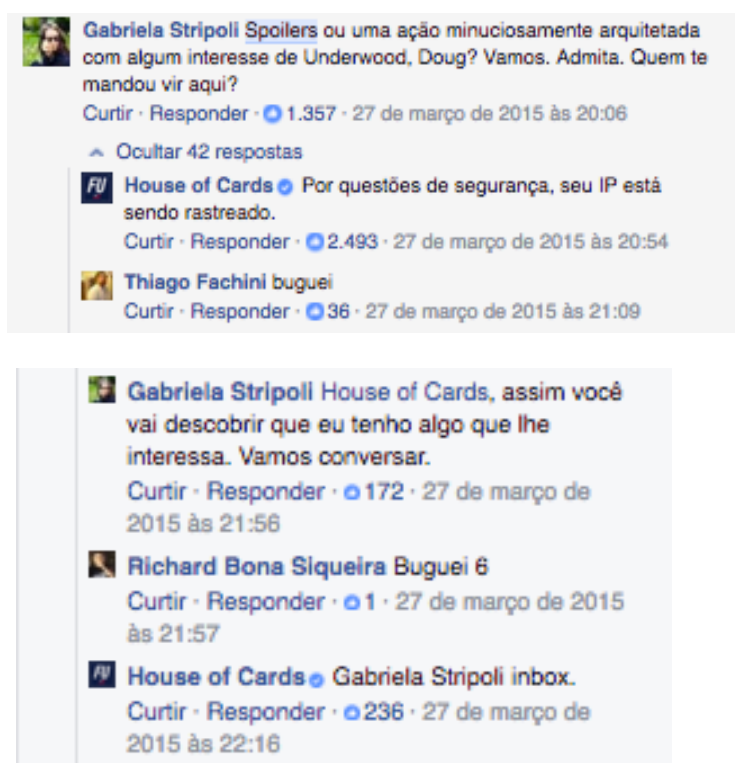 Gabriela Stripoli Spoilers ou uma ação minuciosamente arquitetada
com algum interesse de Underwood, Doug? Vamos. Admita. Quem te
mandou vir aqui?
Curtir · Responder · 1.357 · 27 de março de 2015 às 20:06
Ocultar 42 respostas
FU House of Cards Por questões de segurança, seu IP está
sendo rastreado.
Curtir · Responder · 2.493 · 27 de março de 2015 às 20:54
Thiago Fachini buguei
Curtir · Responder · 36 · 27 de março de 2015 às 21:09
Gabriela Stripoli House of Cards, assim você
vai descobrir que eu tenho algo que lhe
interessa. Vamos conversar.
Curtir · Responder · 172 · 27 de março de
2015 às 21:56
Richard Bona Siqueira Buguei 6
Curtir · Responder · 1 · 27 de março de 2015
às 21:57
FU House of Cards Gabriela Stripoli inbox.
Curtir · Responder · 236 · 27 de março de
2015 às 22:16